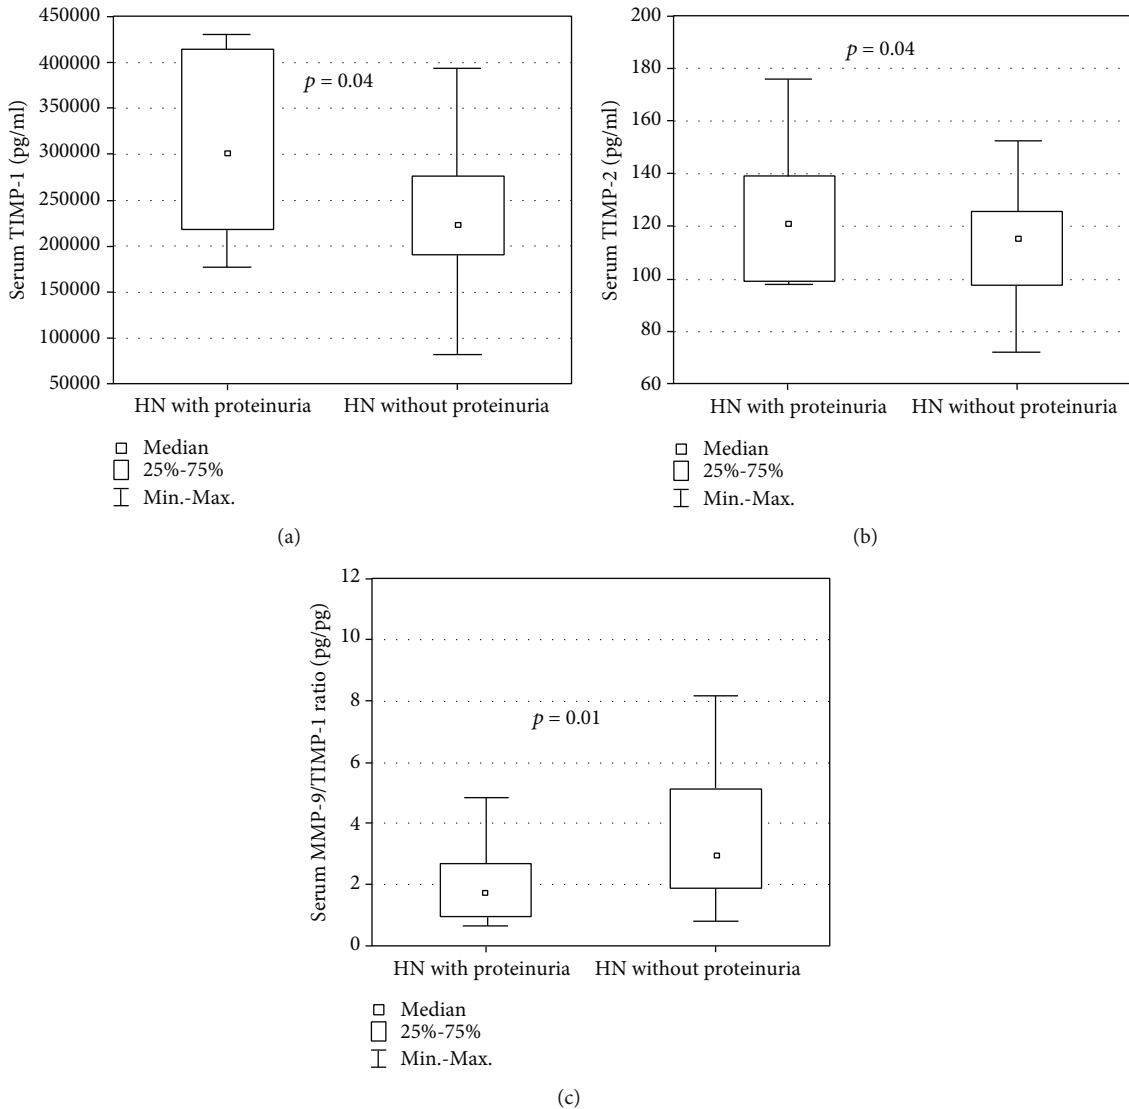 Serum TIMP-1 (pg/ml)
450000
400000
350000
300000
250000
200000
150000
100000
50000
p = 0.04
HN with proteinuria
HN without proteinuria
Median
25%-75%
Min.-Max.
(a)
Serum TIMP-2 (pg/ml)
200
180
160
140
120
100
80
60
p = 0.04
HN with proteinuria
HN without proteinuria
Median
25%-75%
Min.-Max.
(b)
Serum MMP-9/TIMP-1 ratio (pg/pg)
12
10
8
6
4
2
0
p = 0.01
HN with proteinuria
HN without proteinuria
Median
25%-75%
Min.-Max.
(c)